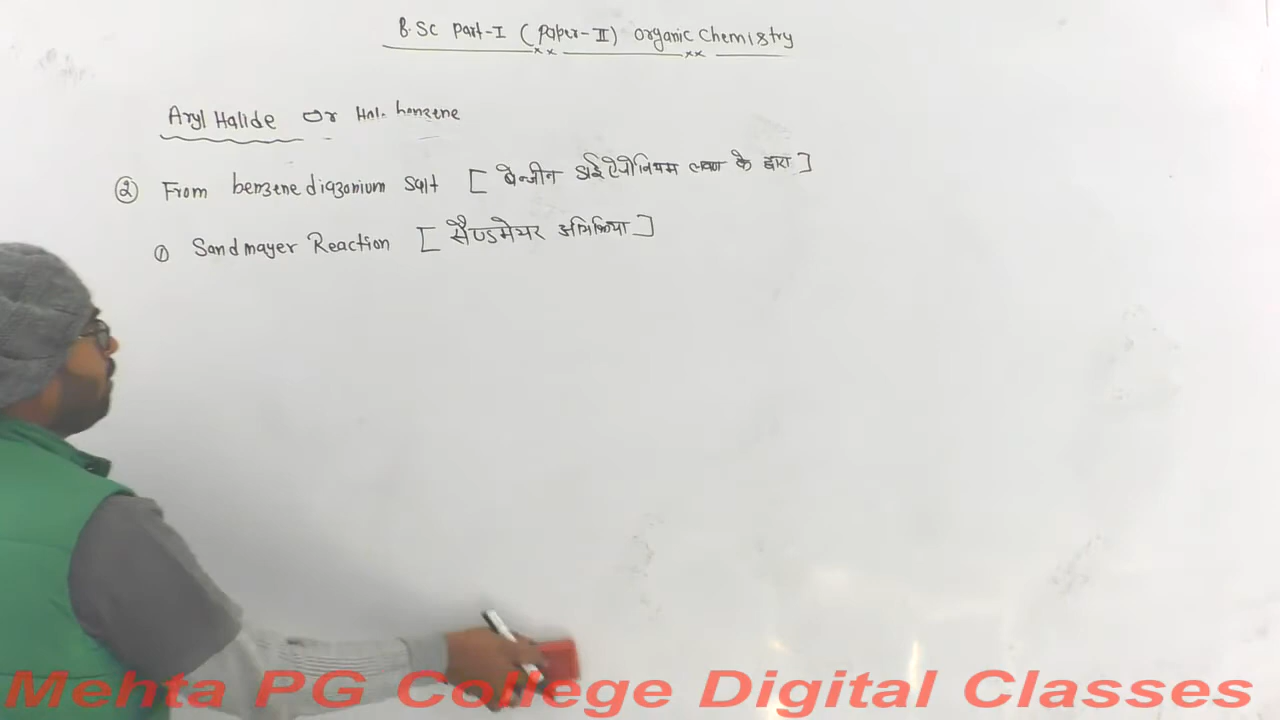 B.Sc Part-I (Paper-II) Organic Chemistry
Aryl Halide Or Halo benzene
② From benzene diazonium Salt [ बेन्जीन डाईऐजोनियम लवण के द्वारा ]
① Sandmayer Reaction [ सैण्डमेयर अभिक्रिया ]
Mehta PG College Digital Classes